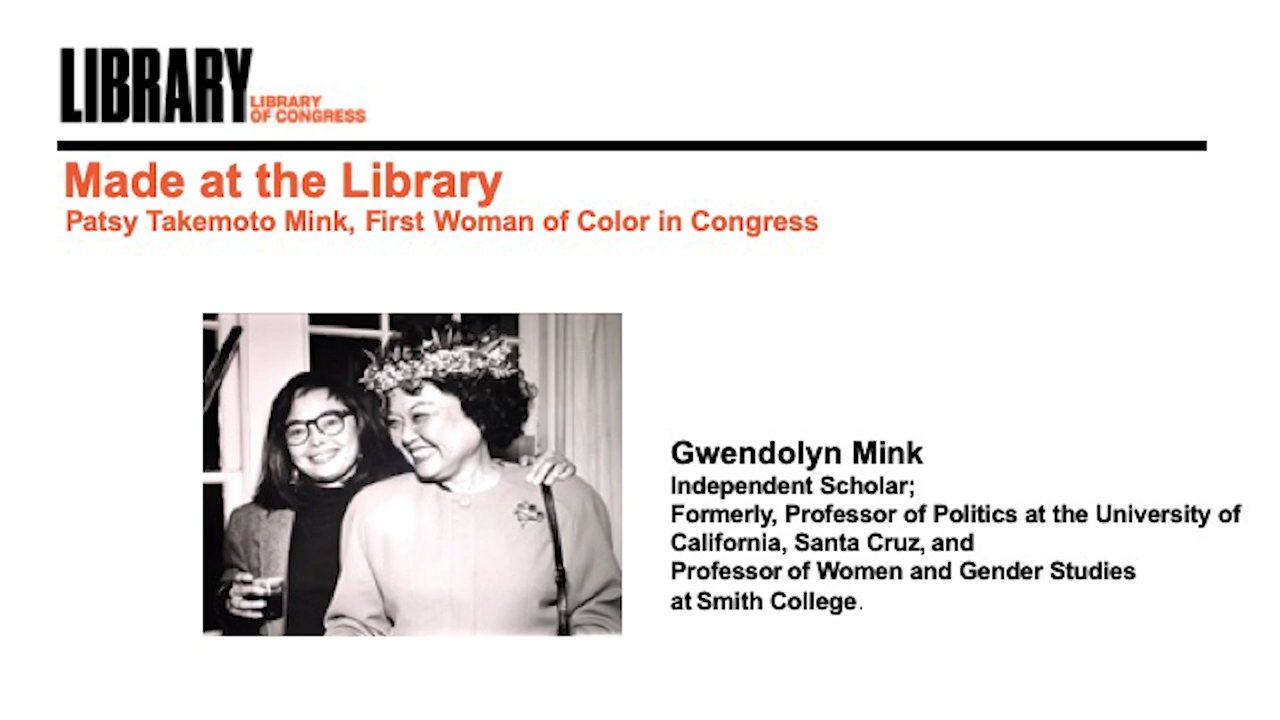 LIBRARY
LIBRARY
OF CONGRESS
Made at the Library
Patsy Takemoto Mink, First Woman of Color in Congress
Gwendolyn Mink
Independent Scholar;
Formerly, Professor of Politics at the University of
California, Santa Cruz, and
Professor of Women and Gender Studies
at Smith College.